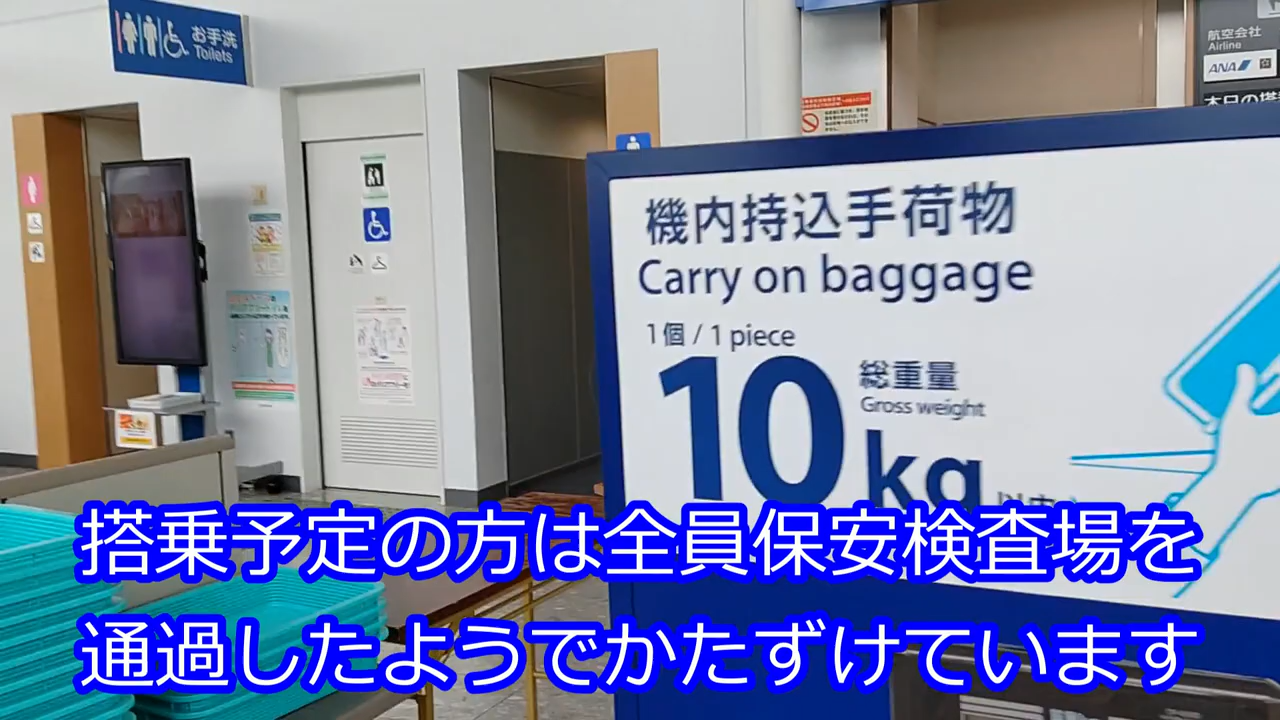 お手洗
Toilets
航空会社
Airline
ANA
機内持込手荷物
Carry on baggage
1個 / 1 piece
10
総重量
Gross weight
kg
以内
搭乗予定の方は全員保安検査場を
通過したようでかたずけています